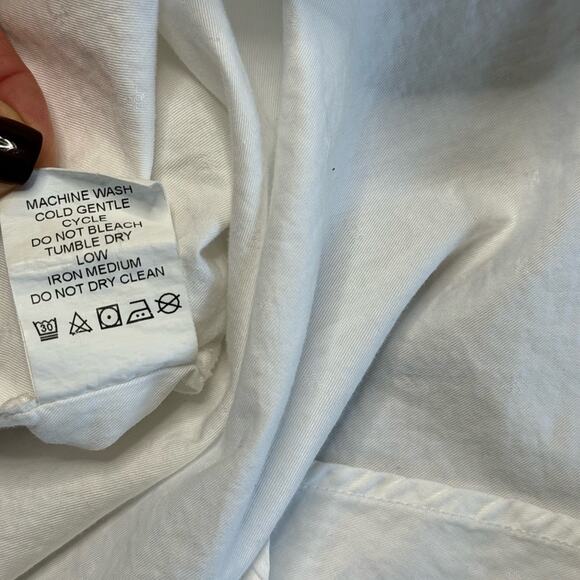 MACHINE WASH
COLD GENTLE
CYCLE
DO NOT BLEACH
TUMBLE DRY
LOW
IRON MEDIUM
DO NOT DRY CLEAN
30